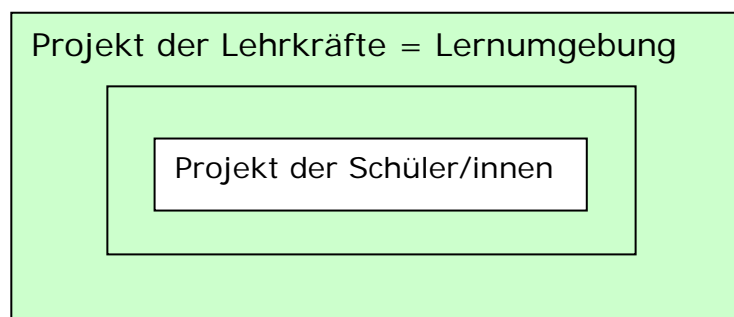 Projekt der Lehrkräfte = Lernumgebung
Projekt der Schüler/innen